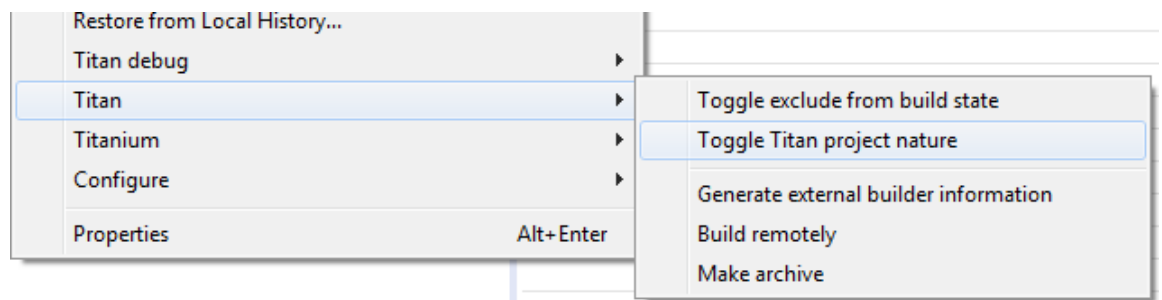 Restore from Local History...
Titan debug
Titan
Titanium
Configure
Properties Alt+Enter
Toggle exclude from build state
Toggle Titan project nature
Generate external builder information
Build remotely
Make archive